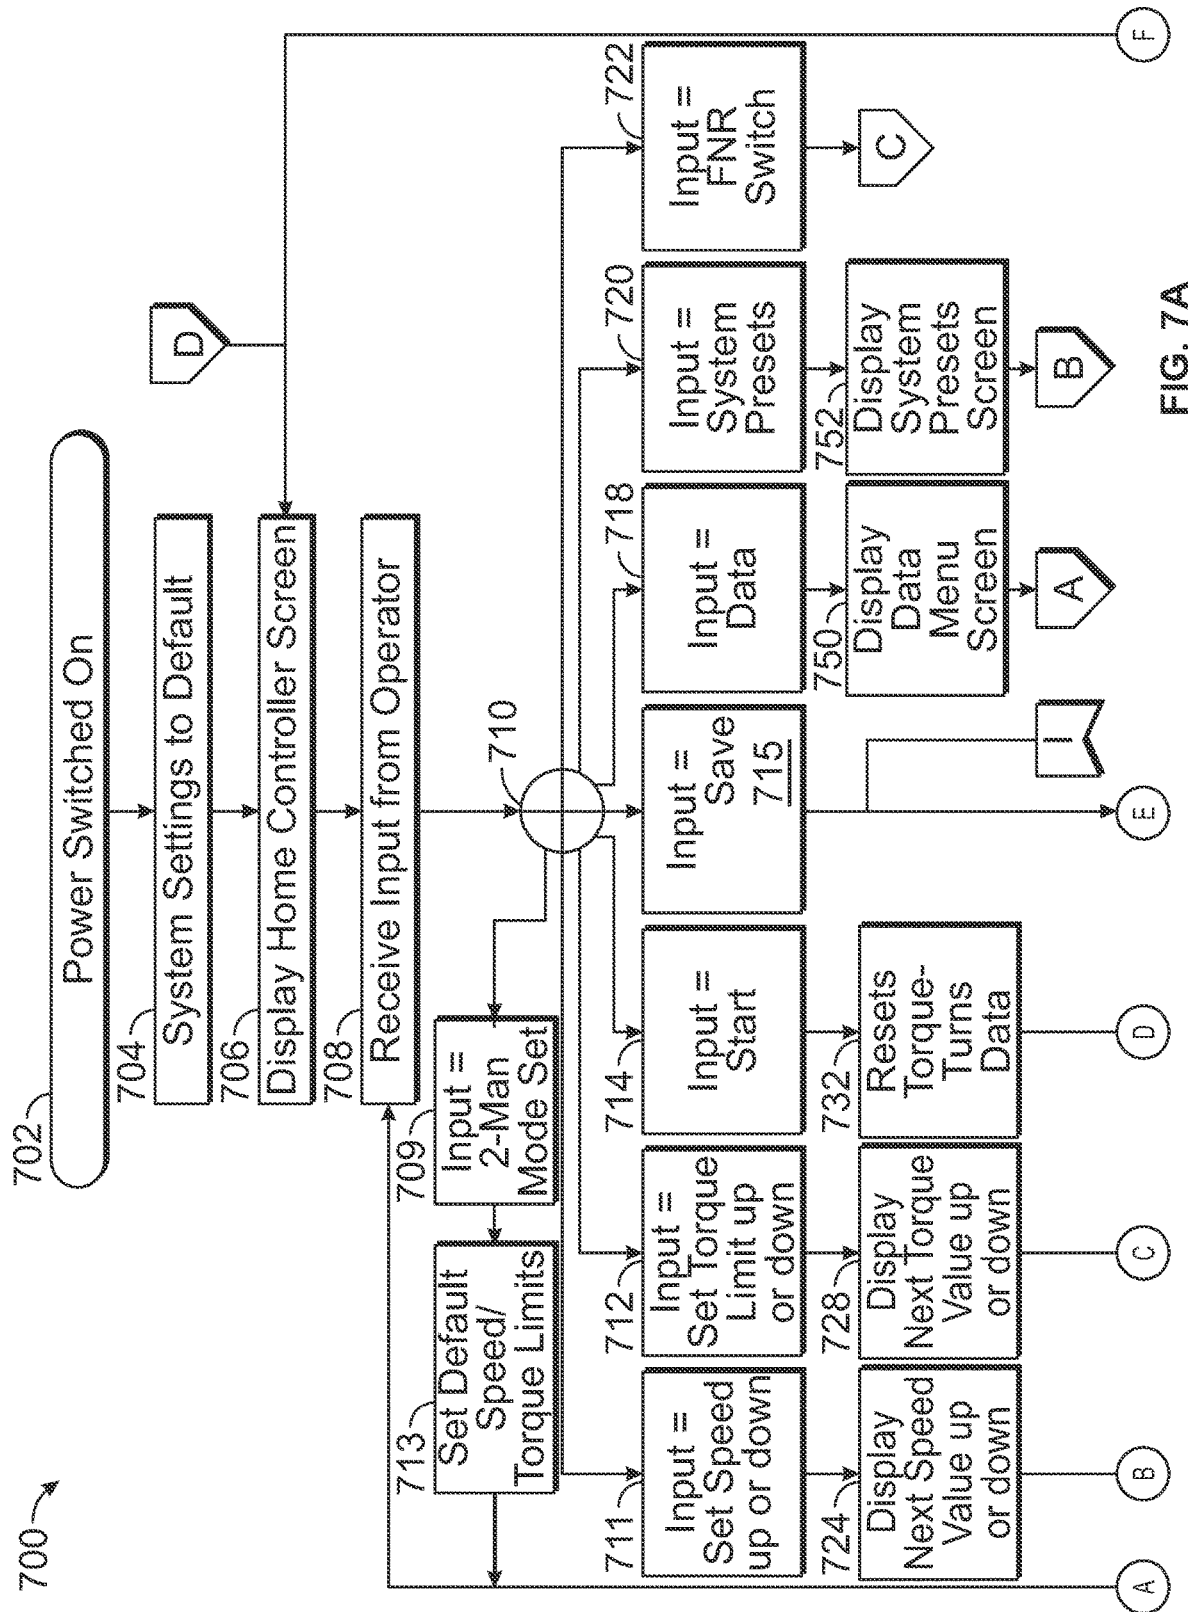 700
702
Power Switched On
704
System Settings to Default
706
Display Home Controller Screen
D
708
Receive Input from Operator
710
709
Input =
2-Man
Mode Set
713
Set Default
Speed/
Torque Limits
711
Input =
Set Speed
up or down
712
Input =
Set Torque
Limit up
or down
714
Input =
Start
Input =
Save
715
718
Input =
Data
720
Input =
System
Presets
722
Input =
FNR
Switch
724
Display
Next Speed
Value up
or down
728
Display
Next Torque
Value up
or down
732
Resets
Torque-
Turns
Data
750
Display
Data
Menu
Screen
752
Display
System
Presets
Screen
C
I
A
B
A
B
C
D
E
F
FIG. 7A